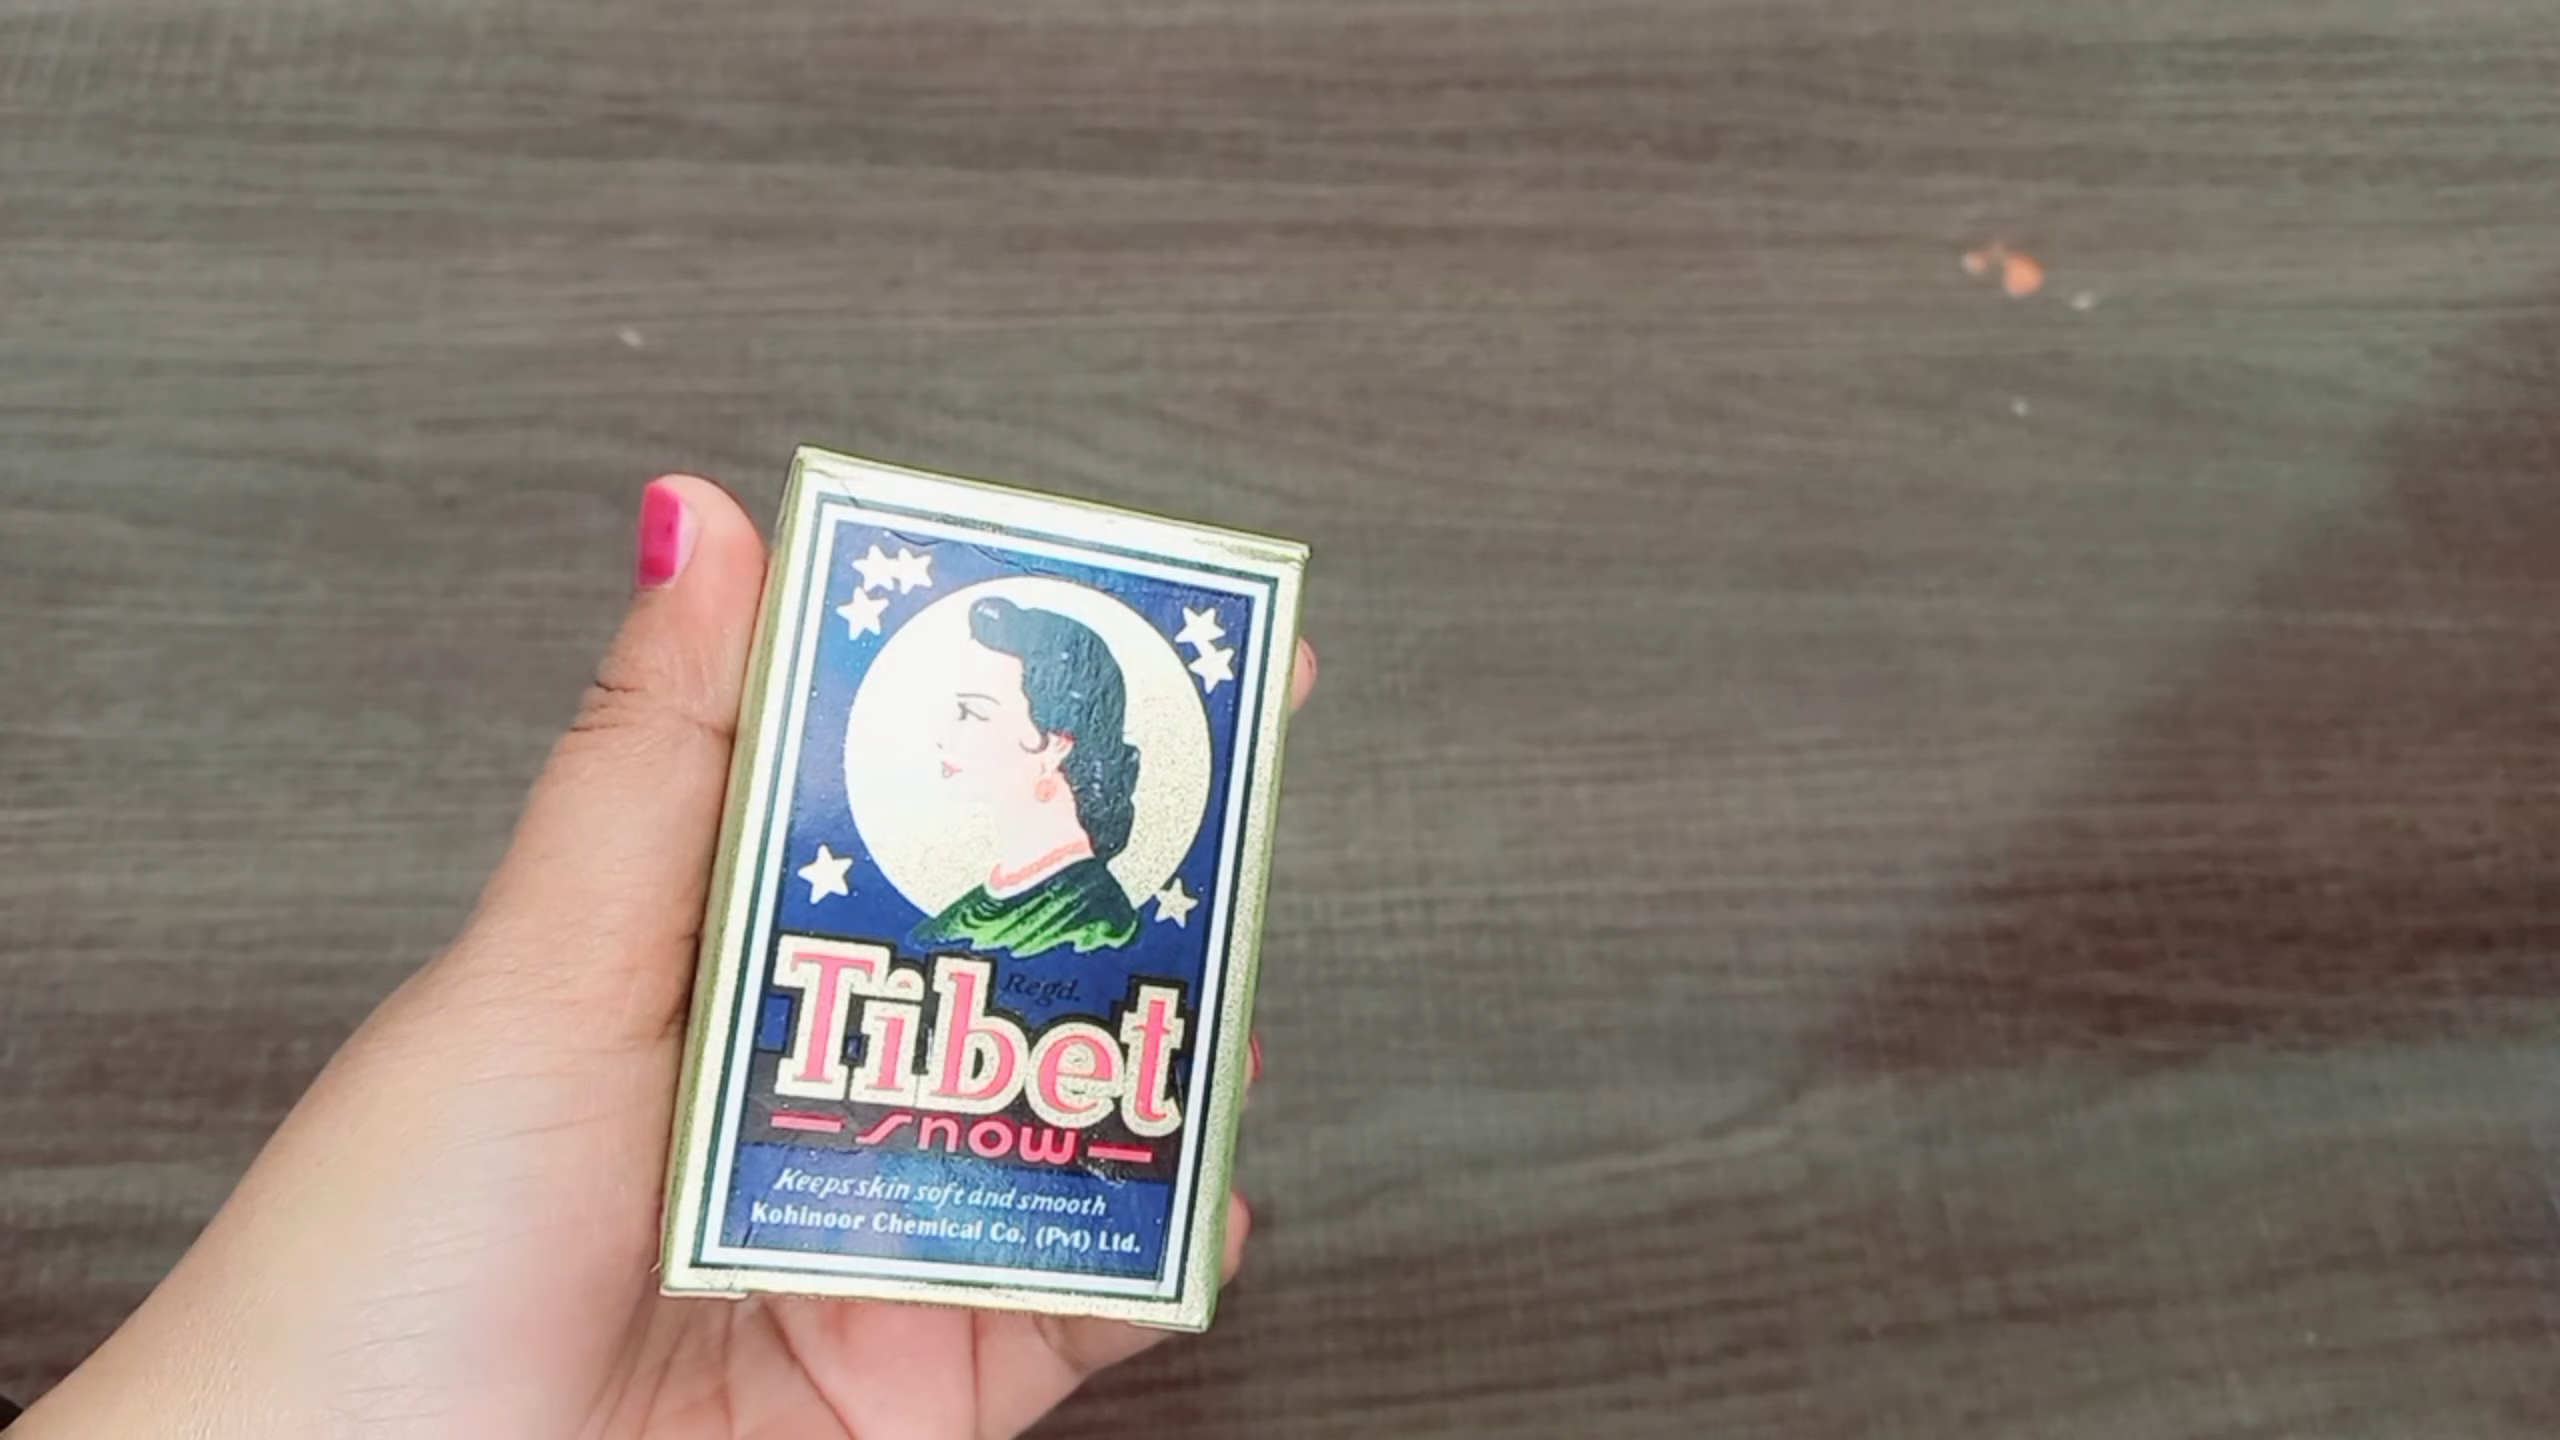 Regd.
Tibet
snow
Keeps skin soft and smooth
Kohinoor Chemical Co. (Pvt) Ltd.